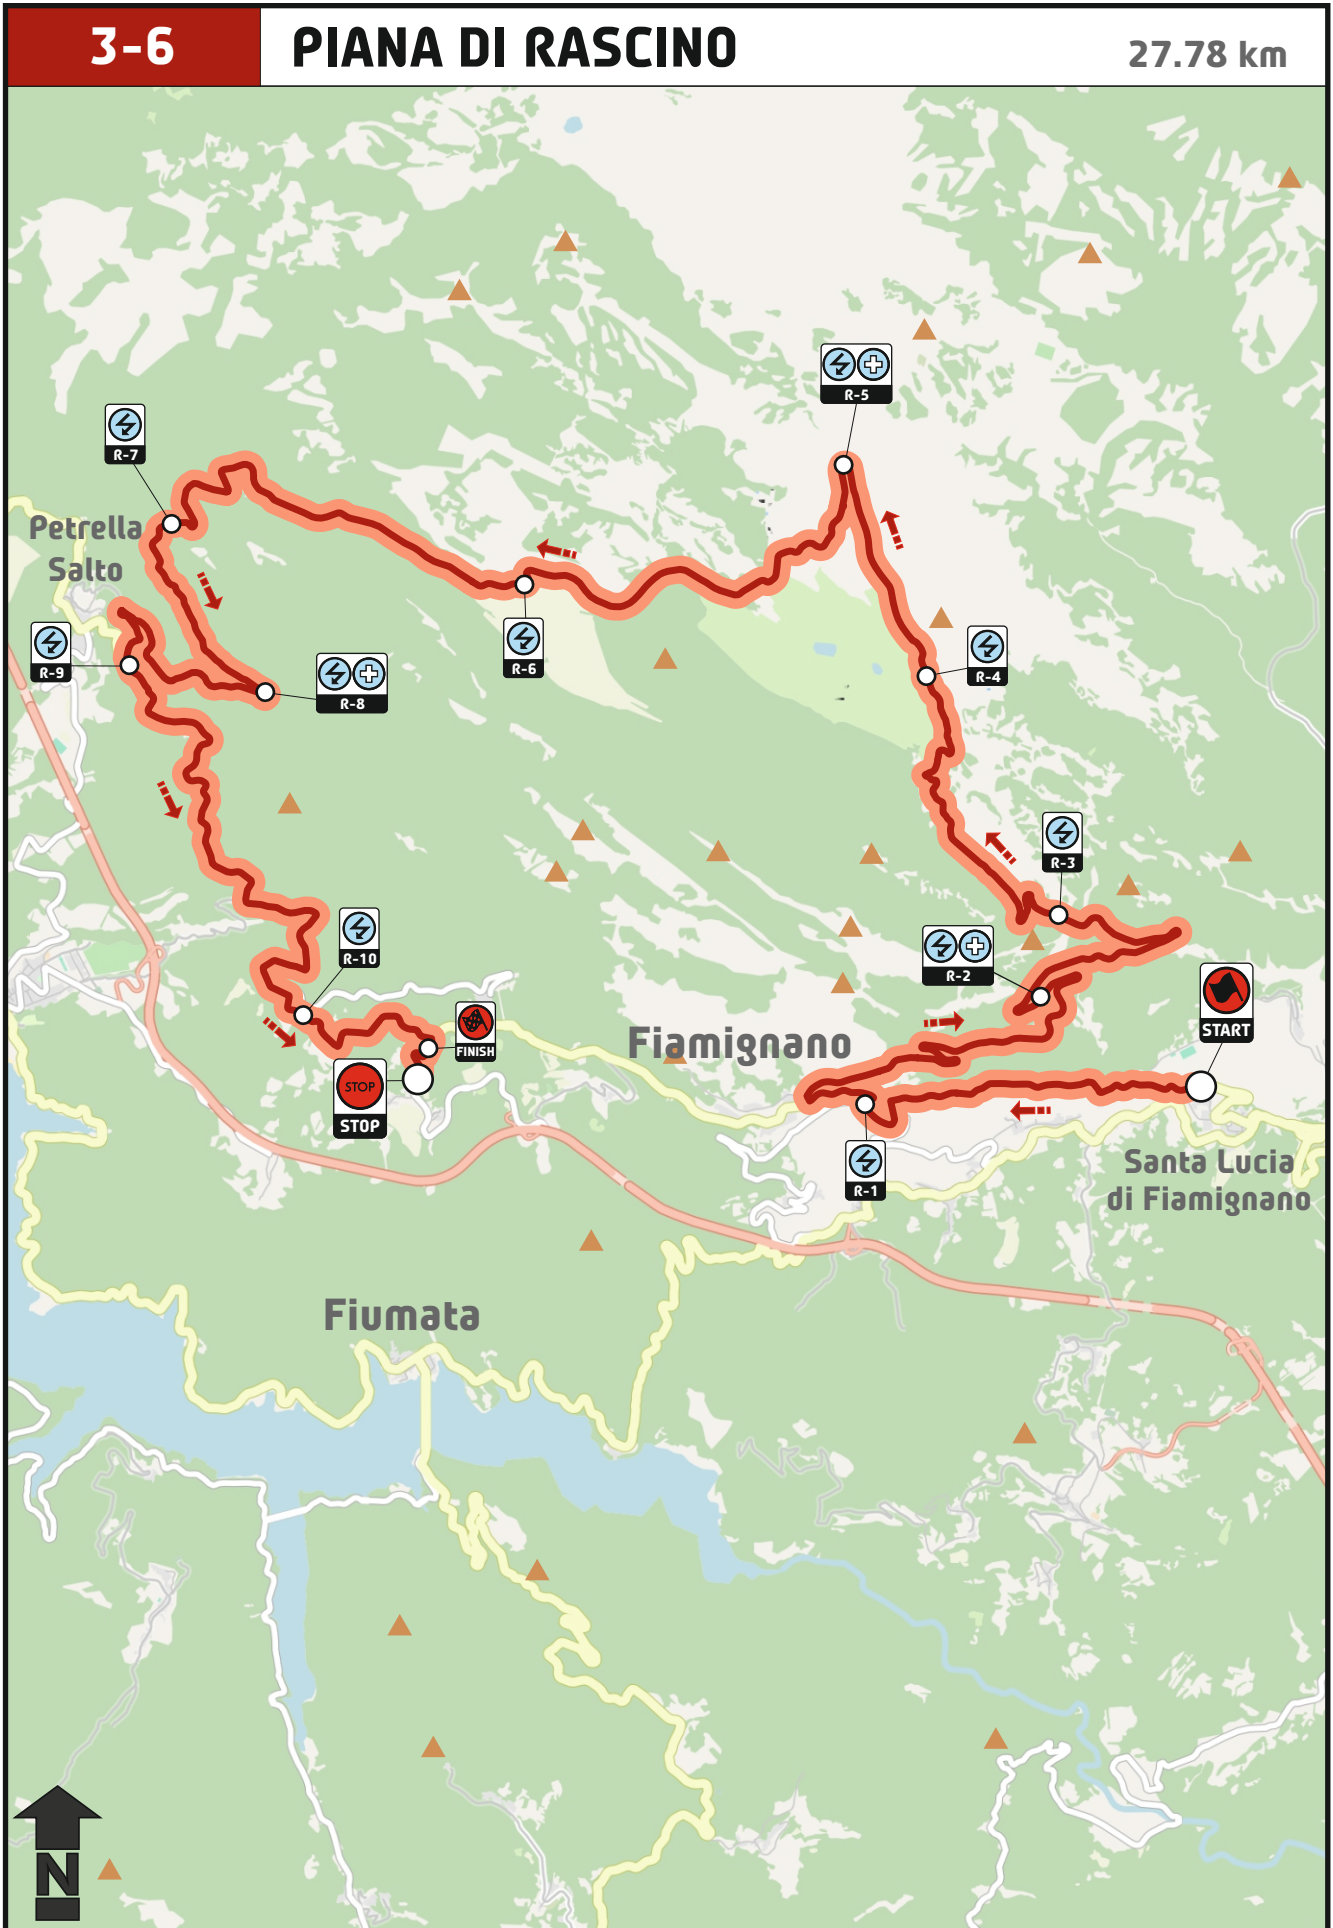 3-6
PIANA DI RASCINO
27.78 km
R-5
R-7
Petrella
Salto
R-9
R-6
R-4
R-8
R-3
R-10
R-2
START
Fiamignano
FINISH
STOP
STOP
R-1
Santa Lucia
di Fiamignano
Fiumata
N